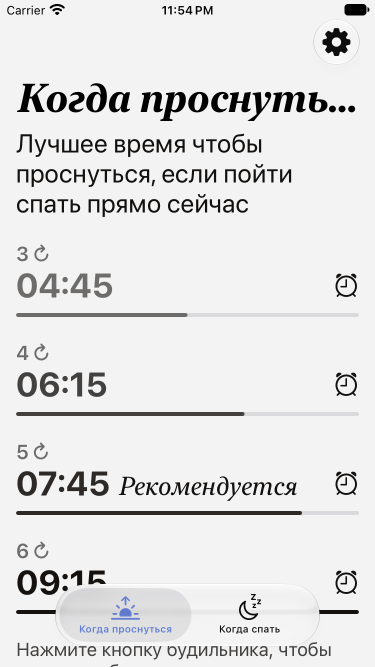 Carrier 11:54 PM
Когда проснуть...
Лучшее время чтобы
проснуться, если пойти
спать прямо сейчас
3
04:45
4
06:15
5
07:45 Рекомендуется
6
09:15
Когда проснуться Когда спать
Нажмите кнопку будильника, чтобы